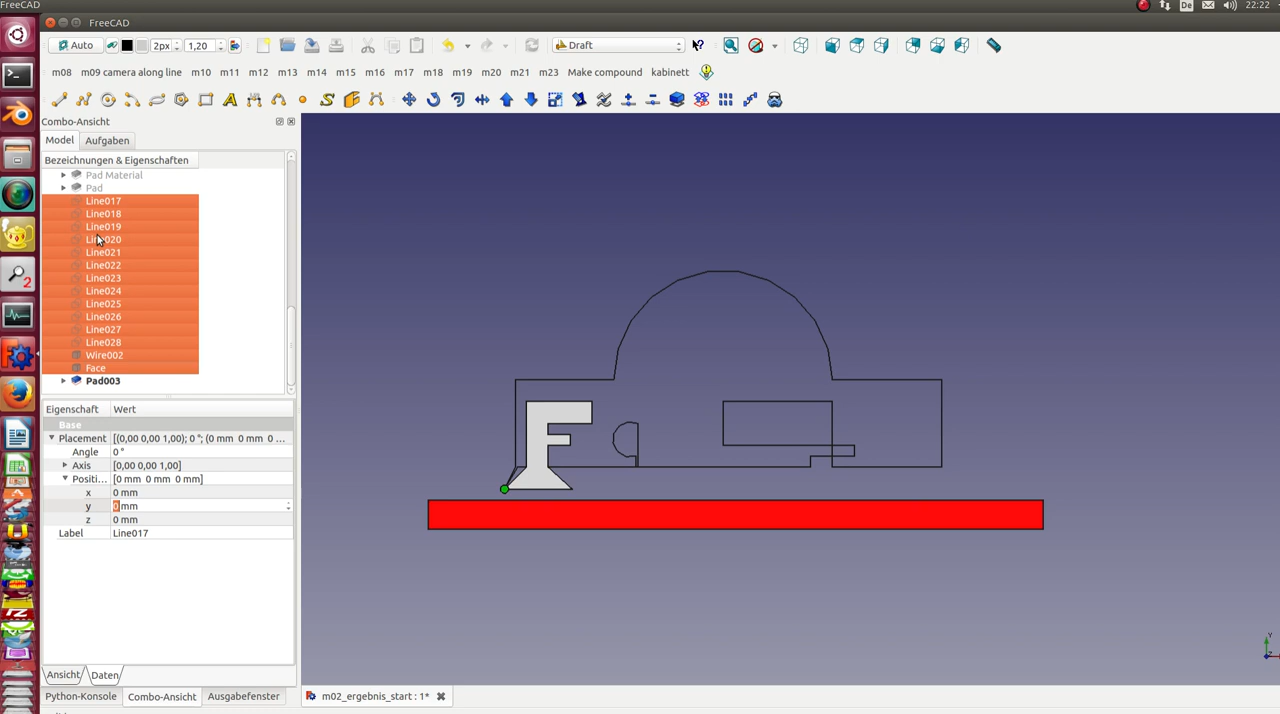 De 22:22
FreeCAD
Auto 2px 1,20 Draft
m08 m09 camera along line m10 m11 m12 m13 m14 m15 m16 m17 m18 m19 m20 m21 m23 Make compound kabinett
Combo-Ansicht
Model Aufgaben
Bezeichnungen & Eigenschaften
Pad Material
Pad
Line017
Line018
Line019
Line020
Line021
Line022
Line023
Line024
Line025
Line026
Line027
Line028
Wire002
Face
Pad003
Eigenschaft Wert
Base
Placement [(0,00 0,00 1,00); 0 °; (0 mm 0 mm 0 ...
Angle 0 °
Axis [0,00 0,00 1,00]
Positi... [0 mm 0 mm 0 mm]
x 0 mm
y 0 mm
z 0 mm
Label Line017
Ansicht Daten
Python-Konsole Combo-Ansicht Ausgabefenster m02_ergebnis_start : 1*
Y
Z